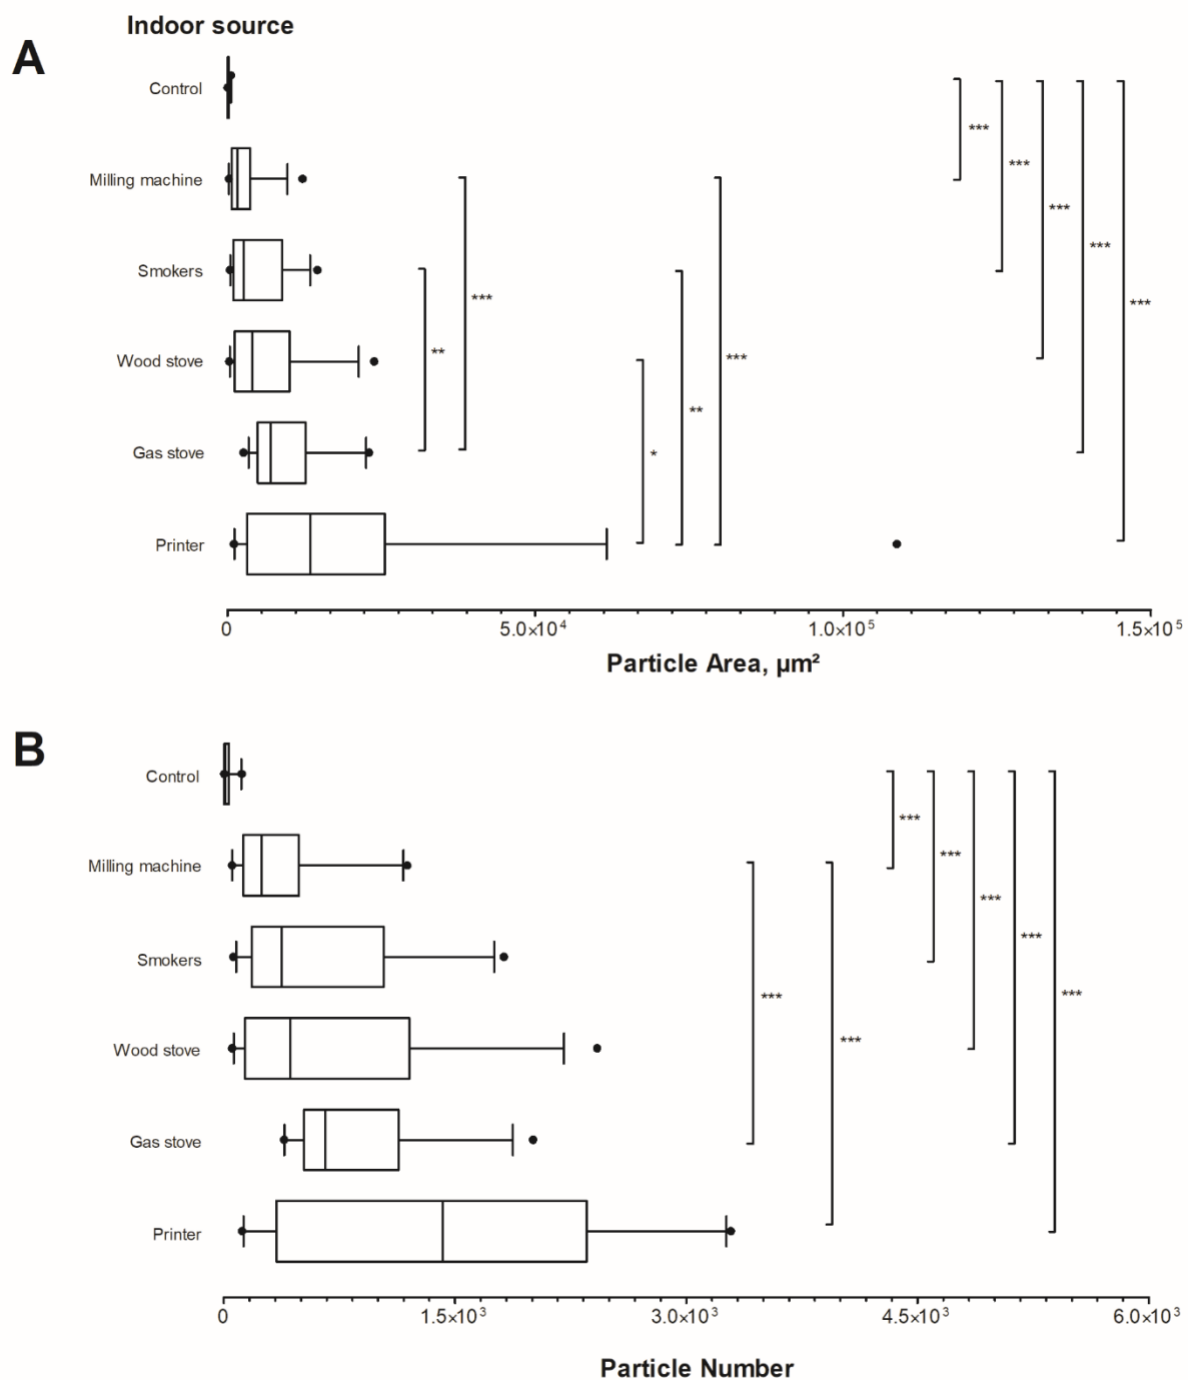 Indoor source
A
Control
***
***
Milling machine
***
***
Smokers
***
***
Wood stove
**
***
**
Gas stove
*
Printer
0
5.0×10⁴
1.0×10⁵
1.5×10⁵
Particle Area, µm²
B
Control
***
***
Milling machine
***
***
Smokers
***
***
Wood stove
***
Gas stove
Printer
0
1.5×10³
3.0×10³
4.5×10³
6.0×10³
Particle Number